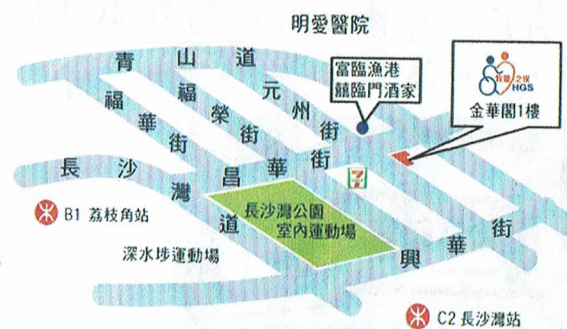 明愛醫院
青山道
福華街
福榮街
元州街
富臨漁港
囍臨門酒家
HGS
金華閣1樓
長沙灣道
昌華街
7
長沙灣公園
室內運動場
B1 荔枝角站
深水埗運動場
興華街
C2 長沙灣站